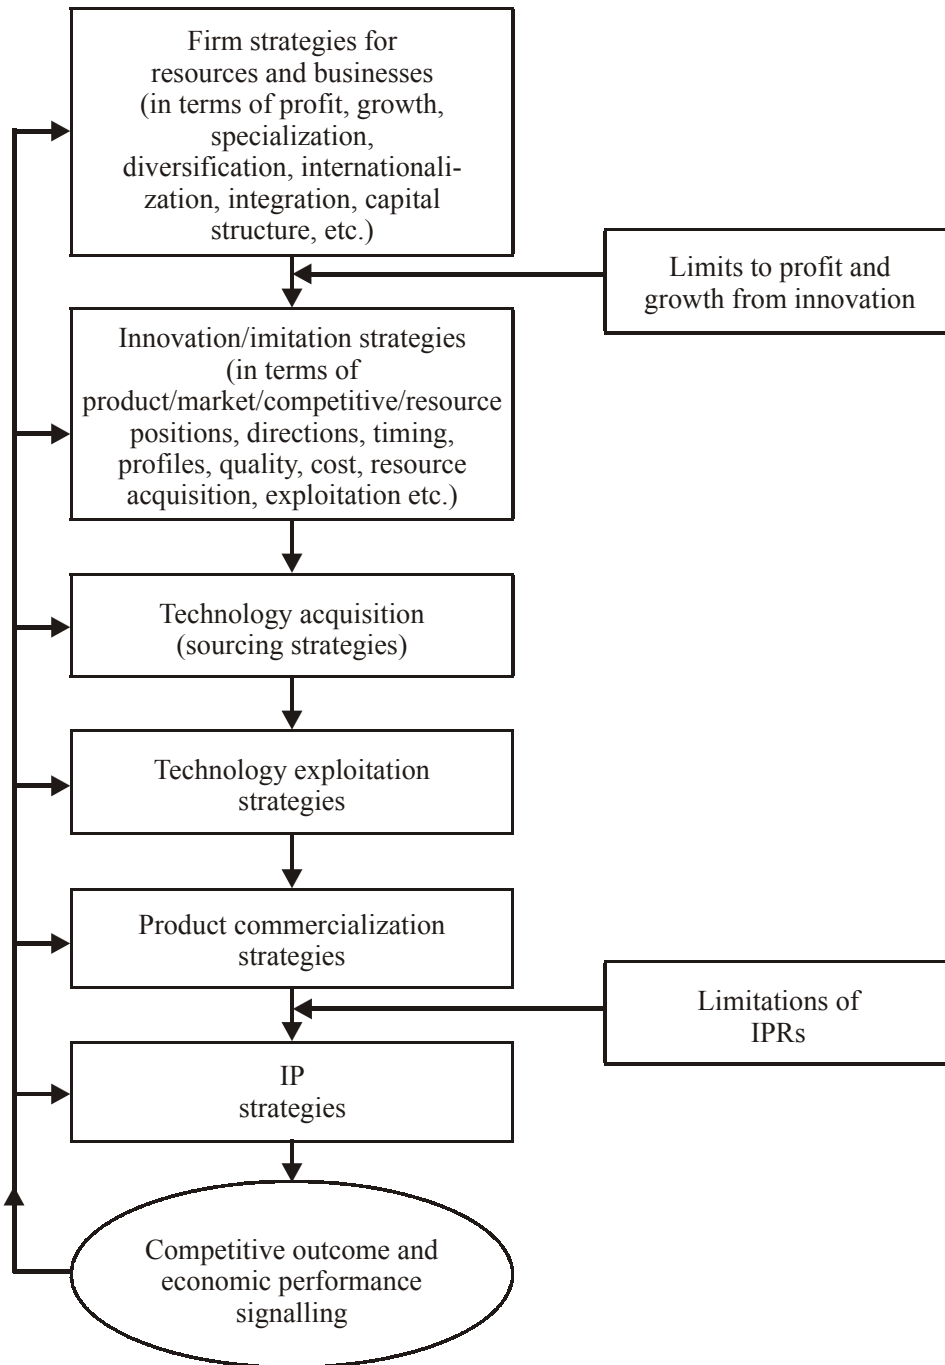 Firm strategies for
resources and businesses
(in terms of profit, growth,
specialization,
diversification, internationali-
zation, integration, capital
structure, etc.)
Limits to profit and
growth from innovation
Innovation/imitation strategies
(in terms of
product/market/competitive/resource
positions, directions, timing,
profiles, quality, cost, resource
acquisition, exploitation etc.)
Technology acquisition
(sourcing strategies)
Technology exploitation
strategies
Product commercialization
strategies
Limitations of
IPRs
IP
strategies
Competitive outcome and
economic performance
signalling